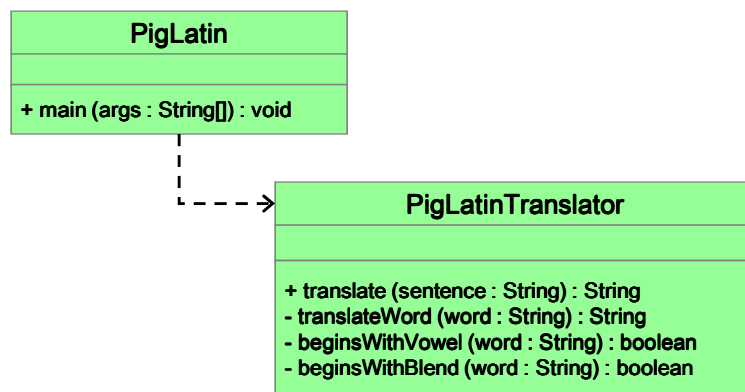 PigLatin
+ main (args : String[]) : void
PigLatinTranslator
+ translate (sentence : String) : String
- translateWord (word : String) : String
- beginsWithVowel (word : String) : boolean
- beginsWithBlend (word : String) : boolean